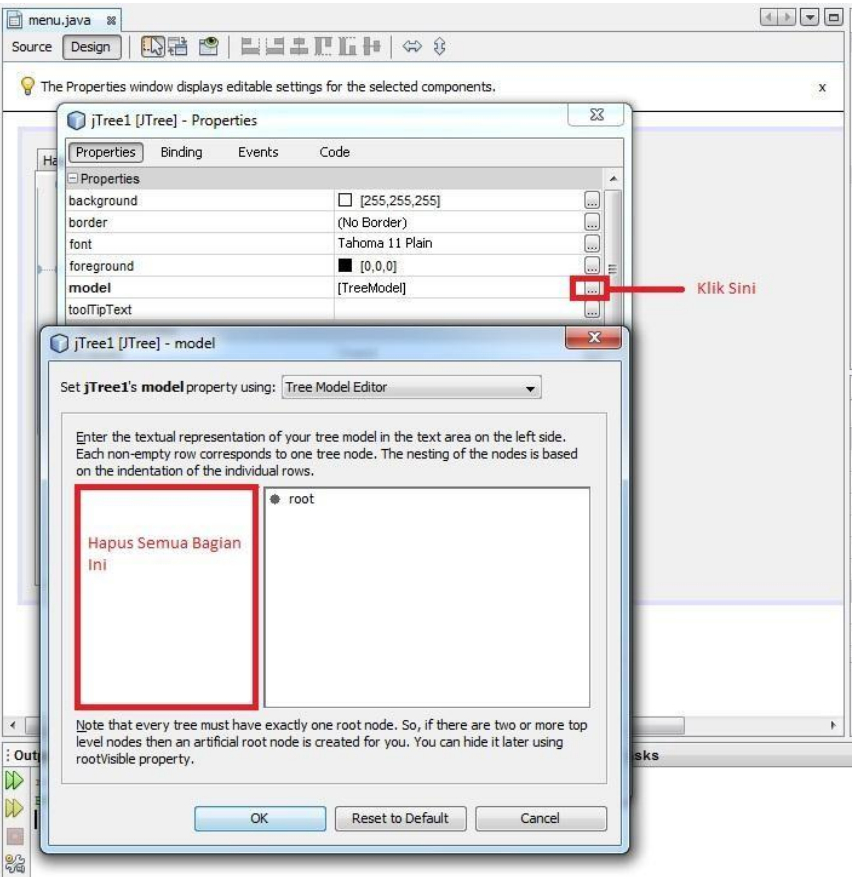 menu.java
Source Design
The Properties window displays editable settings for the selected components. x
jTree1 [JTree] - Properties
Ha
Properties Binding Events Code
Properties
background [255,255,255] ...
border (No Border) ...
font Tahoma 11 Plain ...
foreground [0,0,0] ...
model [TreeModel] ...
Klik Sini
toolTipText ...
jTree1 [JTree] - model
Set jTree1's model property using: Tree Model Editor
Enter the textual representation of your tree model in the text area on the left side.
Each non-empty row corresponds to one tree node. The nesting of the nodes is based
on the indentation of the individual rows.
root
Hapus Semua Bagian
Ini
Note that every tree must have exactly one root node. So, if there are two or more top
level nodes then an artificial root node is created for you. You can hide it later using
rootVisible property.
Outp
sks
OK Reset to Default Cancel